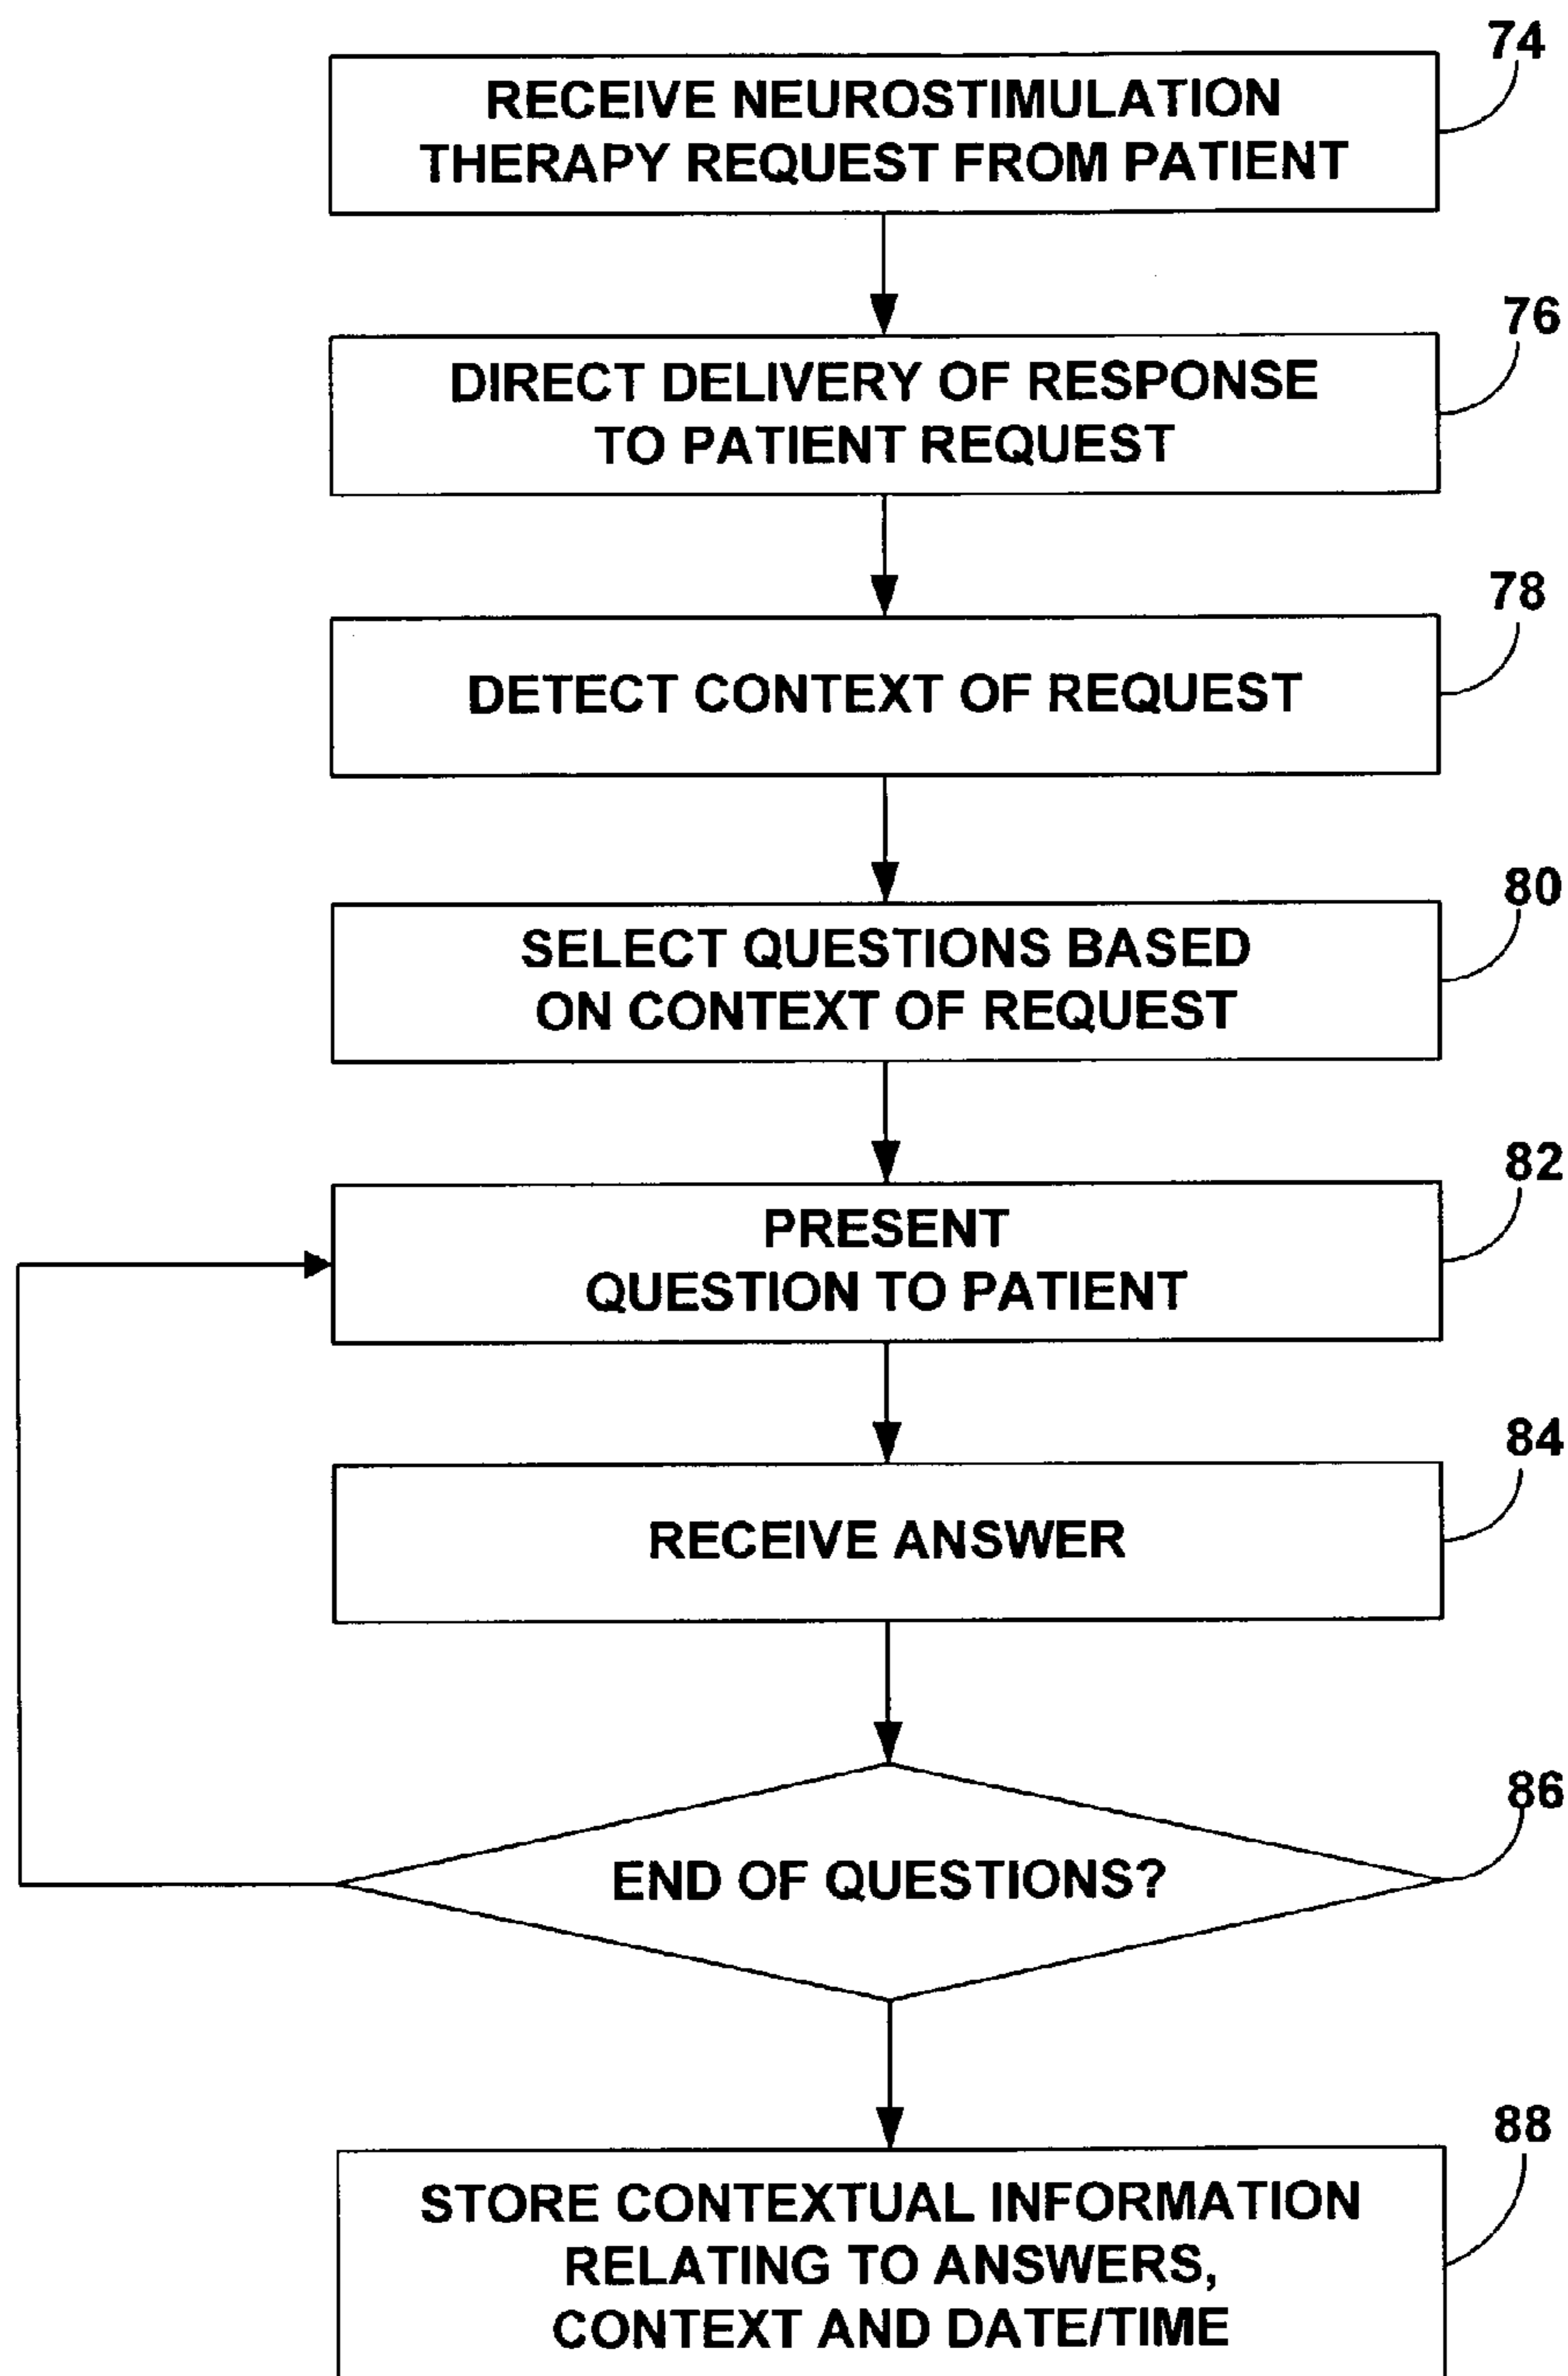 74
RECEIVE NEUROSTIMULATION
THERAPY REQUEST FROM PATIENT
76
DIRECT DELIVERY OF RESPONSE
TO PATIENT REQUEST
78
DETECT CONTEXT OF REQUEST
80
SELECT QUESTIONS BASED
ON CONTEXT OF REQUEST
82
PRESENT
QUESTION TO PATIENT
84
RECEIVE ANSWER
86
END OF QUESTIONS?
88
STORE CONTEXTUAL INFORMATION
RELATING TO ANSWERS,
CONTEXT AND DATE/TIME